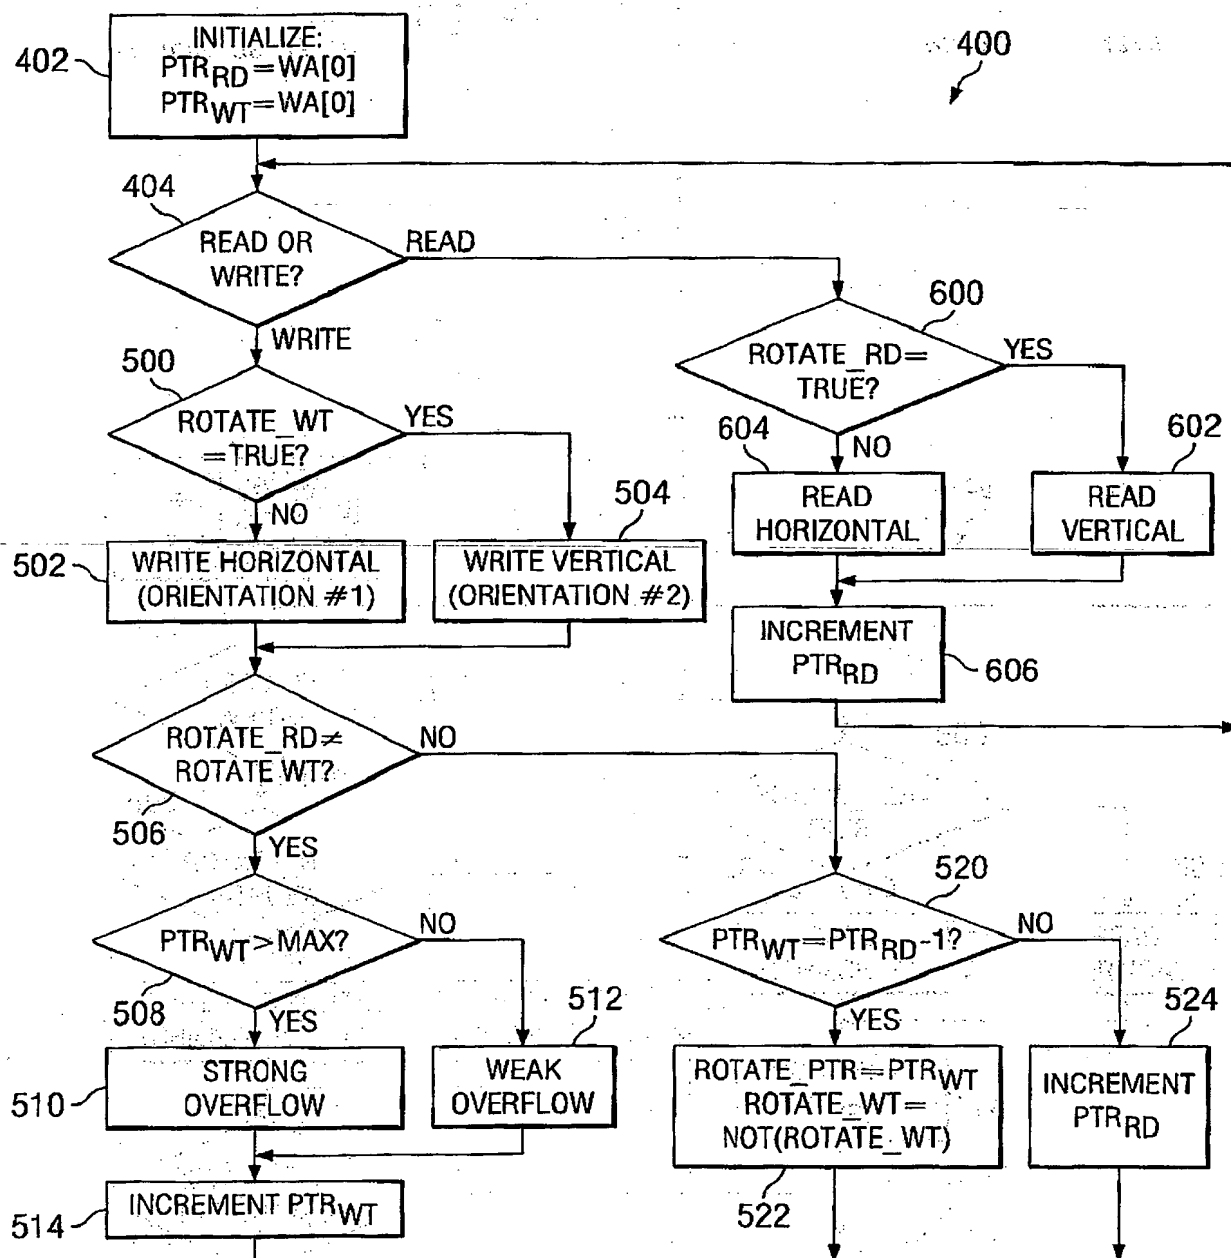 INITIALIZE:
PTRRD=WA[0]
PTRWT=WA[0]
402
400
404
READ OR
WRITE?
READ
WRITE
500
ROTATE_WT
=TRUE?
YES
NO
600
ROTATE_RD=
TRUE?
YES
NO
604
READ
HORIZONTAL
602
READ
VERTICAL
502
WRITE HORIZONTAL
(ORIENTATION #1)
504
WRITE VERTICAL
(ORIENTATION #2)
INCREMENT
PTRRD
606
ROTATE_RD≠
ROTATE WT?
NO
506
YES
PTRWT>MAX?
NO
508
YES
520
PTRWT=PTRRD-1?
NO
YES
510
STRONG
OVERFLOW
512
WEAK
OVERFLOW
ROTATE_PTR=PTRWT
ROTATE_WT=
NOT(ROTATE_WT)
522
524
INCREMENT
PTRRD
514
INCREMENT PTRWT